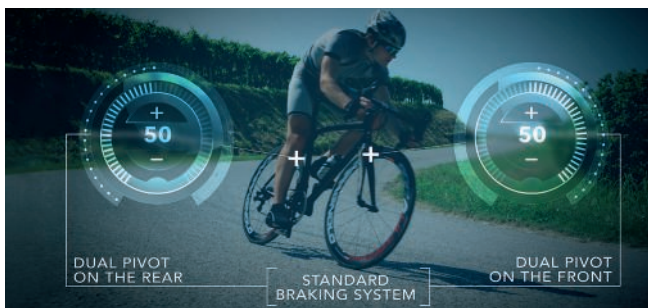 +
50
−
+
50
−
+
+
DUAL PIVOT
ON THE REAR
STANDARD
BRAKING SYSTEM
DUAL PIVOT
ON THE FRONT